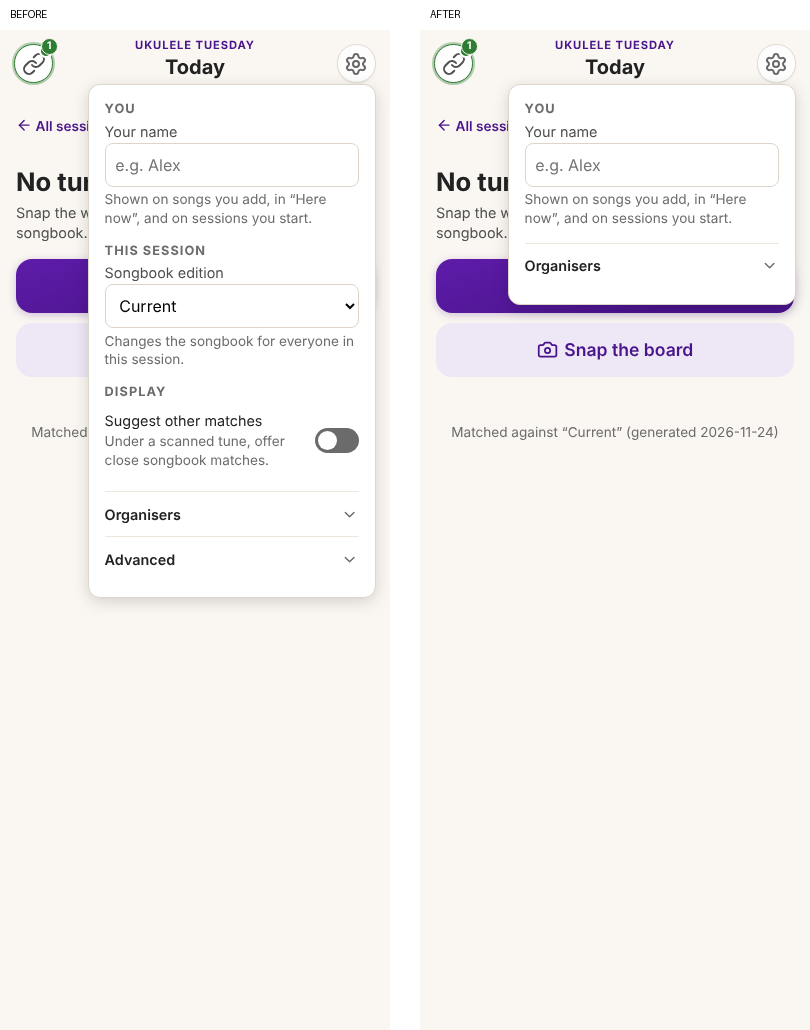 BEFORE
1
UKULELE TUESDAY
Today
All sessi
No tun
Snap the w
songbook.
Matched
YOU
Your name
e.g. Alex
Shown on songs you add, in “Here
now”, and on sessions you start.
THIS SESSION
Songbook edition
Current
Changes the songbook for everyone in
this session.
DISPLAY
Suggest other matches
Under a scanned tune, offer
close songbook matches.
Organisers
Advanced
AFTER
1
UKULELE TUESDAY
Today
All sessi
No tun
Snap the w
songbook.
YOU
Your name
e.g. Alex
Shown on songs you add, in “Here
now”, and on sessions you start.
Organisers
Snap the board
Matched against “Current” (generated 2026-11-24)